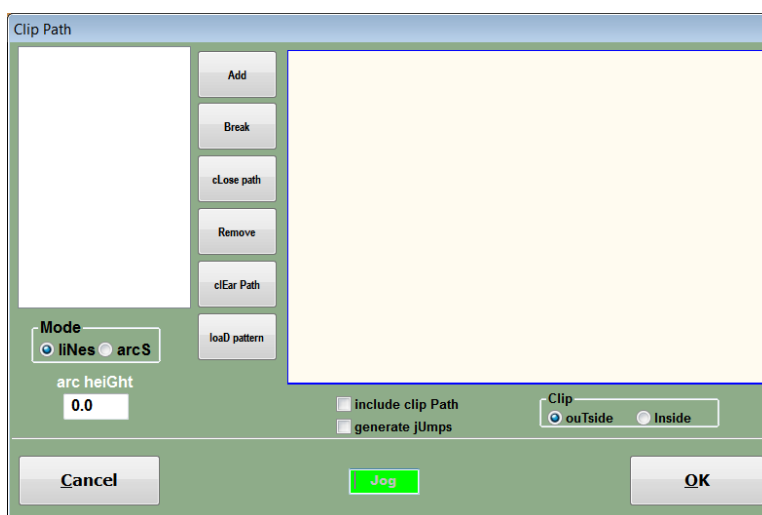 Clip Path
Add
Break
cLose path
Remove
clEar Path
loaD pattern
Mode
liNes arcS
arc heiGht
0.0
include clip Path
generate jUmps
Clip
ouTside Inside
Cancel
Jog
OK